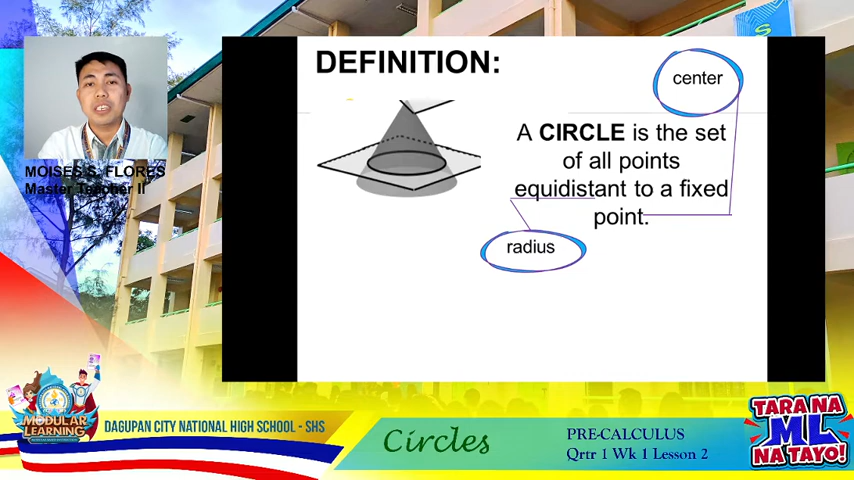 DEFINITION:
center
A CIRCLE is the set
of all points
equidistant to a fixed
point.
radius
MOISES S. FLORES
Master Teacher II
MODULAR
LEARNING
DAGUPAN CITY NATIONAL HIGH SCHOOL - SHS
Circles
PRE-CALCULUS
Qrtr 1 Wk 1 Lesson 2
TARA NA
ML
NA TAYO!